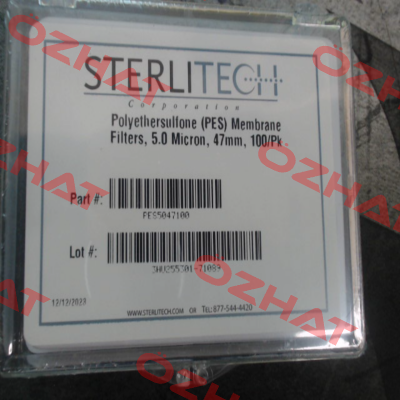 STERLITECH
Corporation
Polyethersulfone (PES) Membrane
Filters, 5.0 Micron, 47mm, 100/Pk
Part #:
PES5047100
Lot #:
12/12/2023
WWW.STERLITECH.COM OR TEL:877-544-4420
OZHAT
OZHAT
OZHAT
OZHAT
OZHAT